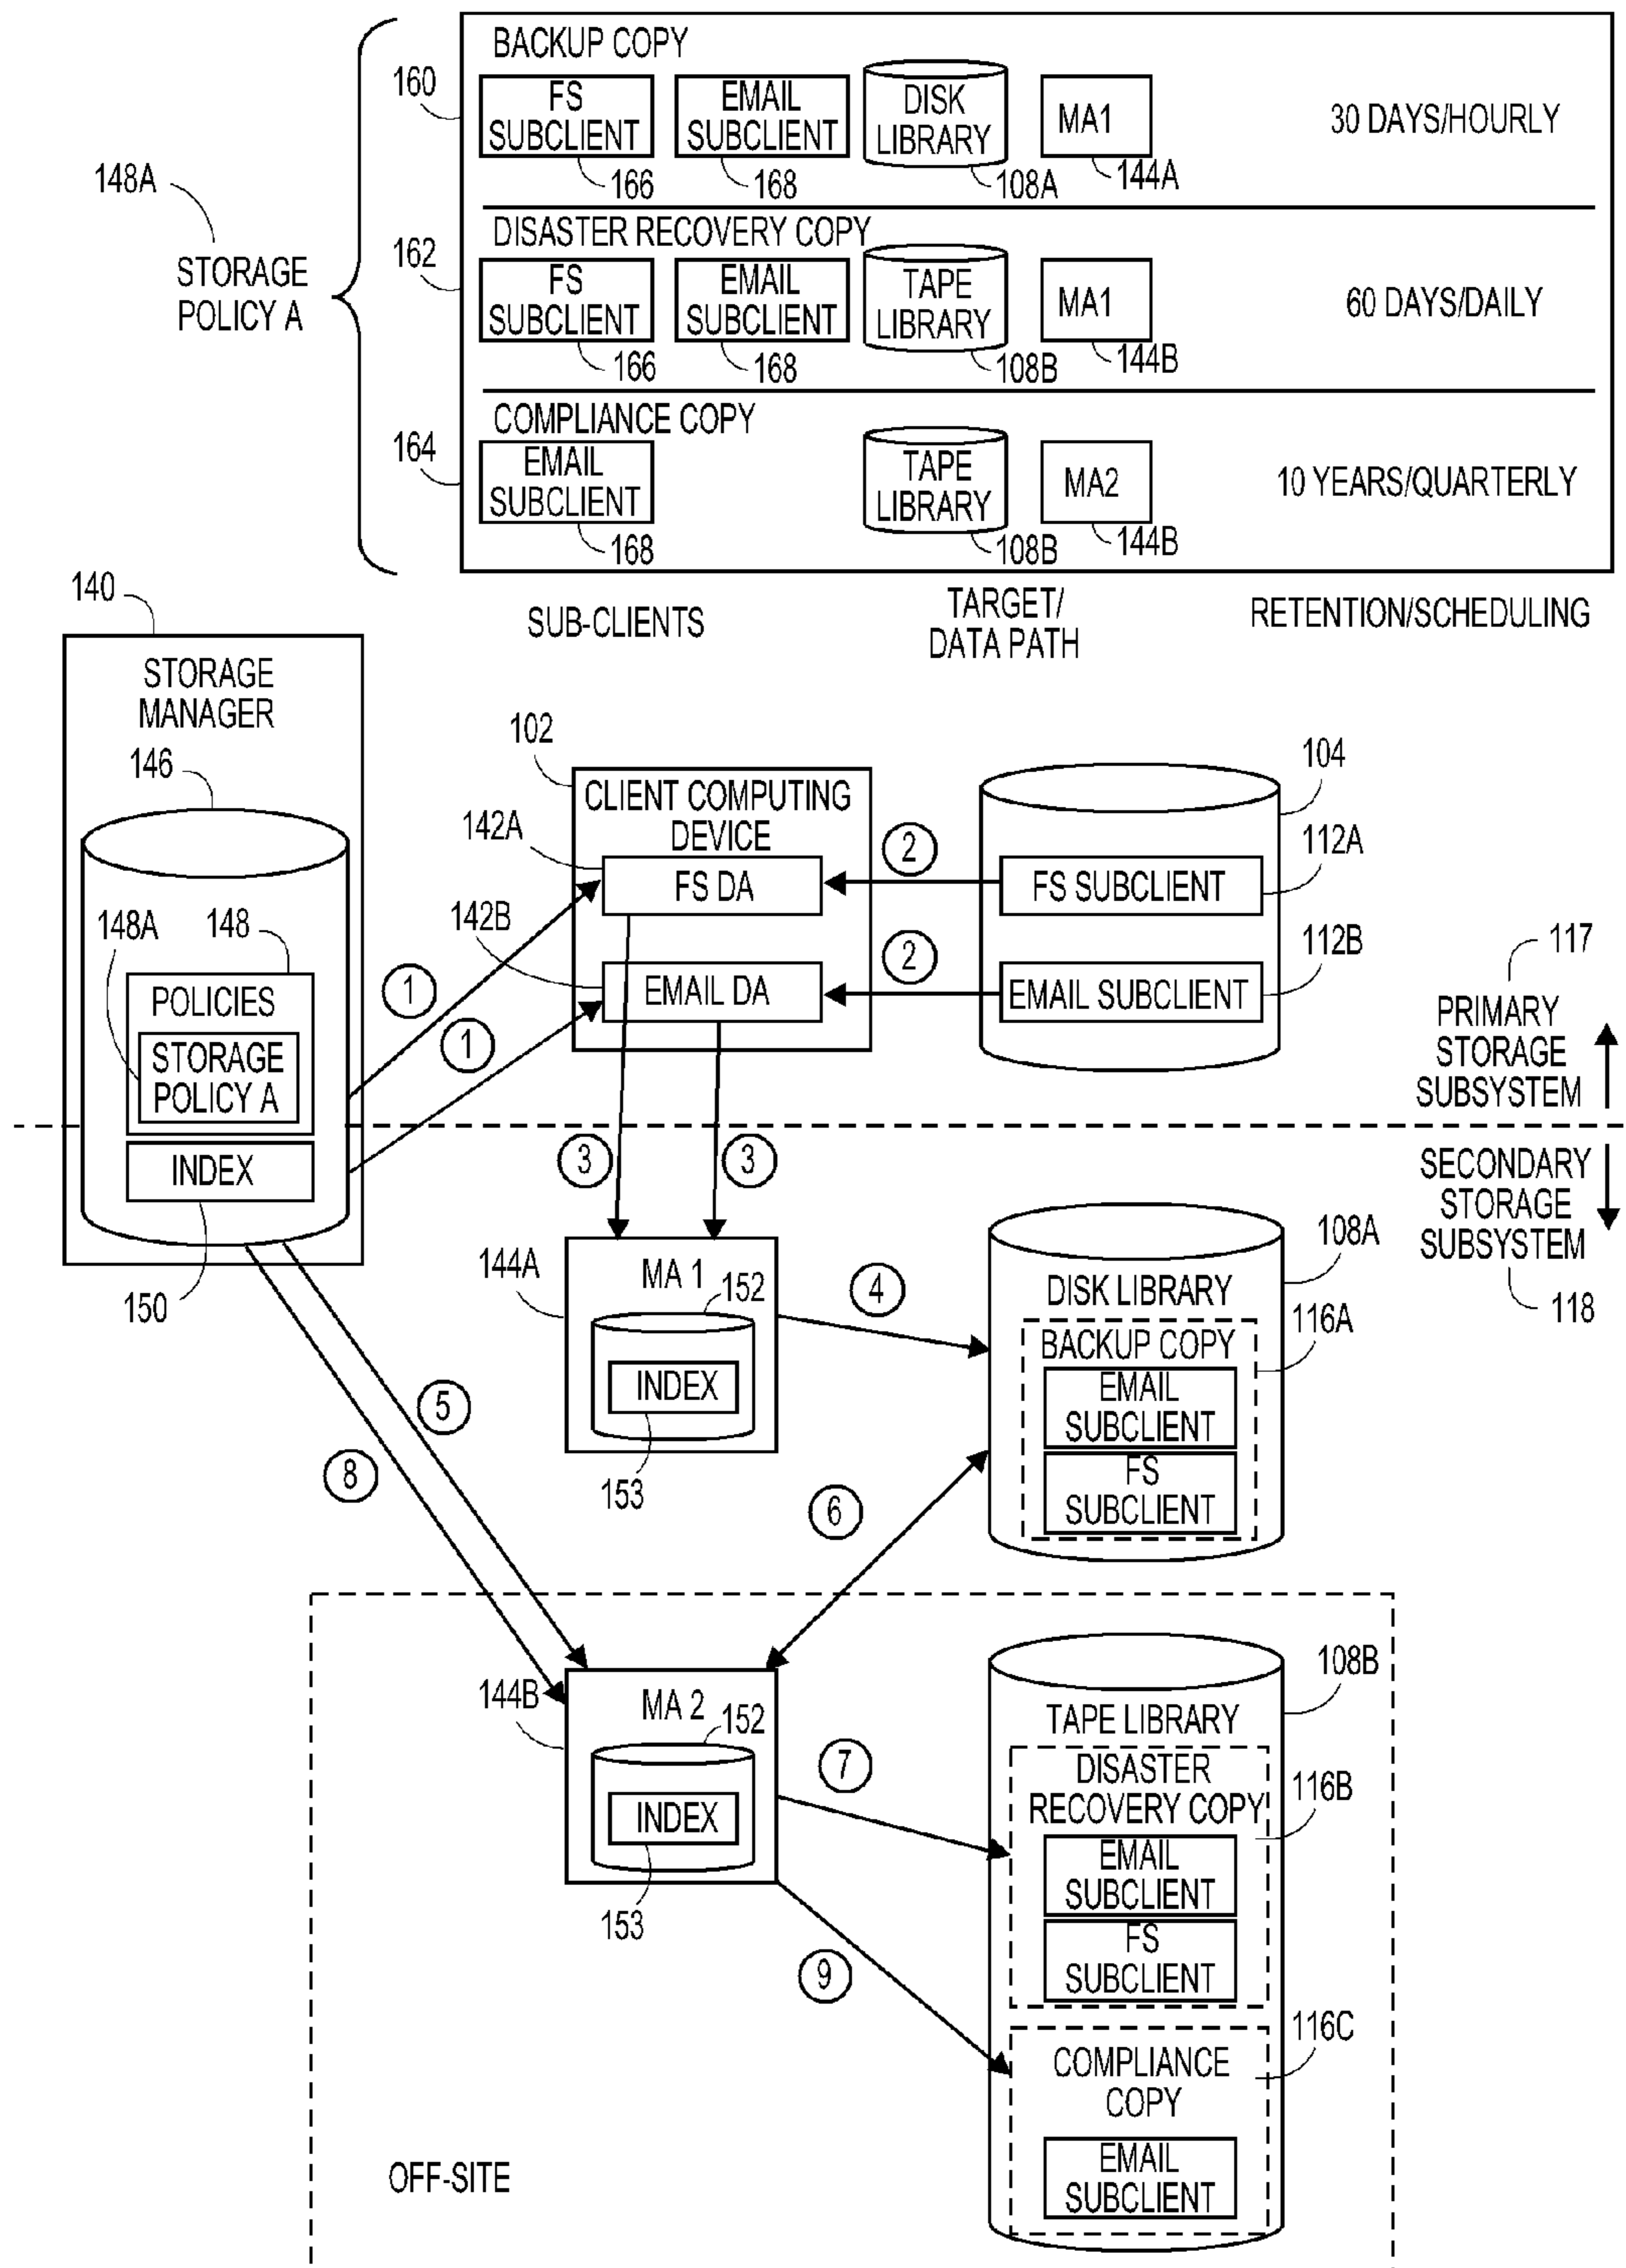 BACKUP COPY
160
FS
SUBCLIENT
166
EMAIL
SUBCLIENT
168
DISK
LIBRARY
108A
MA1
144A
30 DAYS/HOURLY
148A
STORAGE
POLICY A
DISASTER RECOVERY COPY
162
FS
SUBCLIENT
166
EMAIL
SUBCLIENT
168
TAPE
LIBRARY
108B
MA1
144B
60 DAYS/DAILY
COMPLIANCE COPY
164
EMAIL
SUBCLIENT
168
TAPE
LIBRARY
108B
MA2
144B
10 YEARS/QUARTERLY
SUB-CLIENTS
TARGET/
DATA PATH
RETENTION/SCHEDULING
140
STORAGE
MANAGER
146
148A
148
POLICIES
STORAGE
POLICY A
INDEX
150
102
CLIENT COMPUTING
DEVICE
142A
FS DA
142B
EMAIL DA
1
1
2
2
104
112A
FS SUBCLIENT
112B
EMAIL SUBCLIENT
117
PRIMARY
STORAGE
SUBSYSTEM
SECONDARY
STORAGE
SUBSYSTEM
118
3
3
144A
MA 1
152
INDEX
153
4
108A
DISK LIBRARY
116A
BACKUP COPY
EMAIL
SUBCLIENT
FS
SUBCLIENT
5
8
6
144B
MA 2
152
INDEX
153
7
9
108B
TAPE LIBRARY
DISASTER
RECOVERY COPY
116B
EMAIL
SUBCLIENT
FS
SUBCLIENT
116C
COMPLIANCE
COPY
EMAIL
SUBCLIENT
OFF-SITE